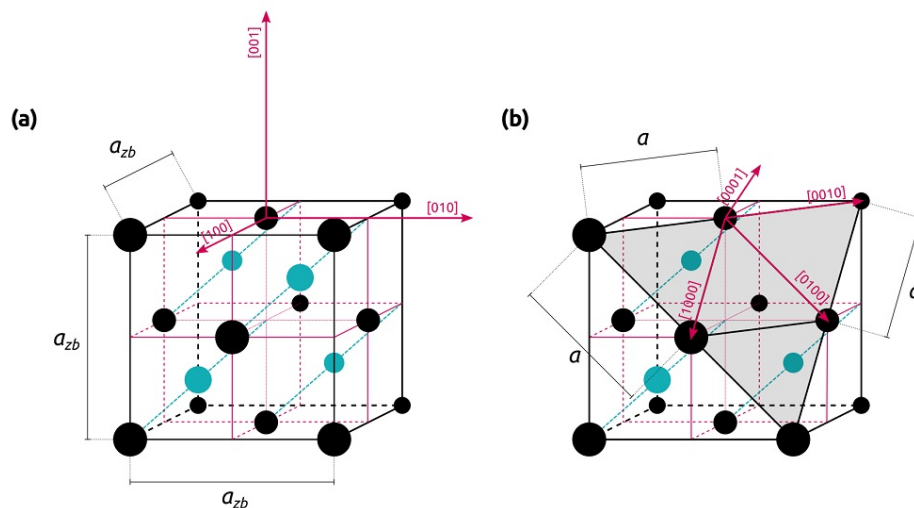 (a)
[001]
a_zb
[100]
[010]
a_zb
a_zb
(b)
a
[0001]
[0010]
[1000]
[0100]
a
a